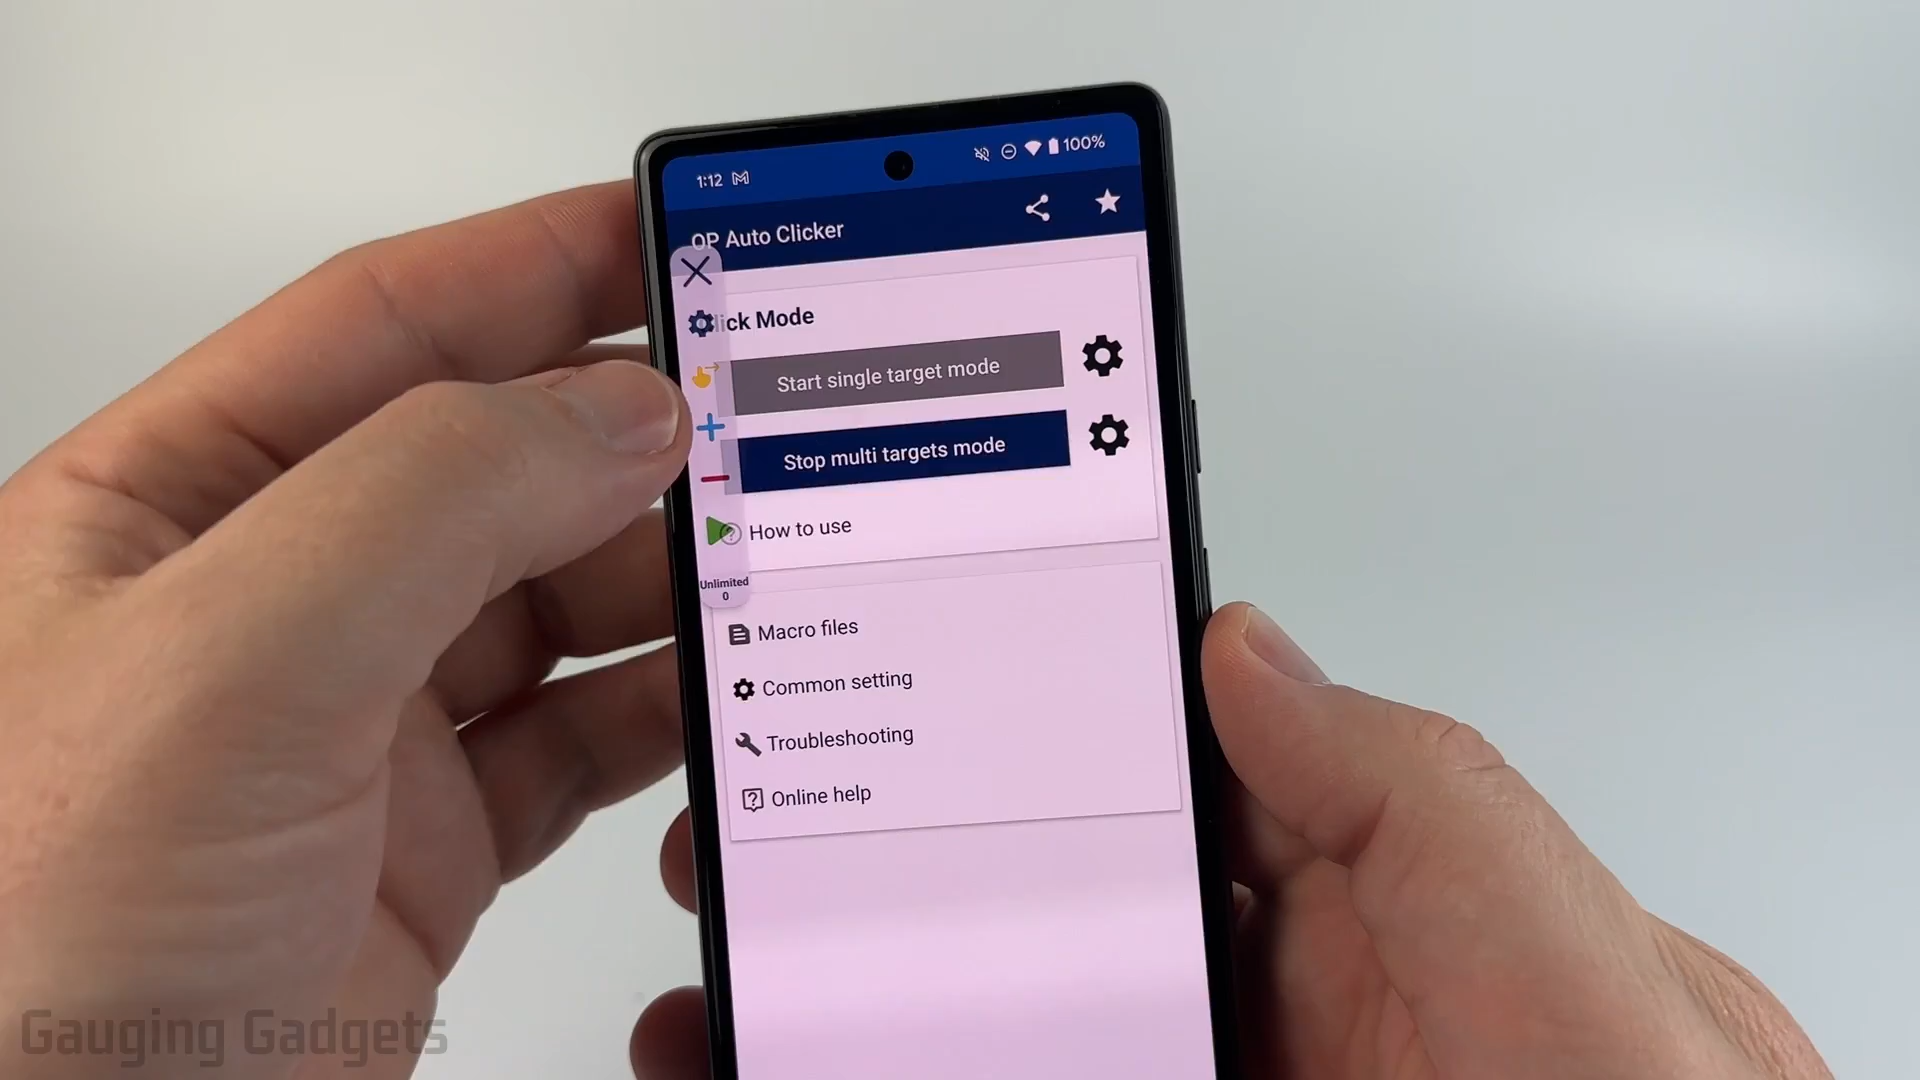 1:12
100%
OP Auto Clicker
ick Mode
Start single target mode
Stop multi targets mode
How to use
Unlimited
0
Macro files
Common setting
Troubleshooting
Online help
Gauging Gadgets